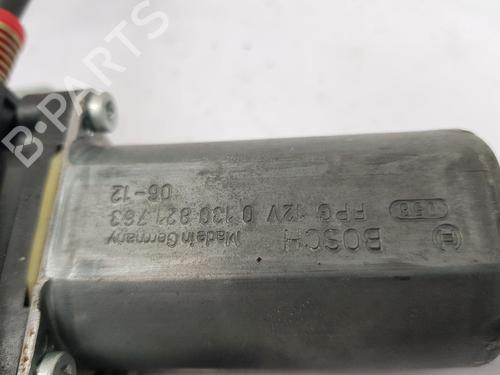 BOSCH
Made in Germany
FPG 12V 0 130 821 763
06-12
B-PARTS